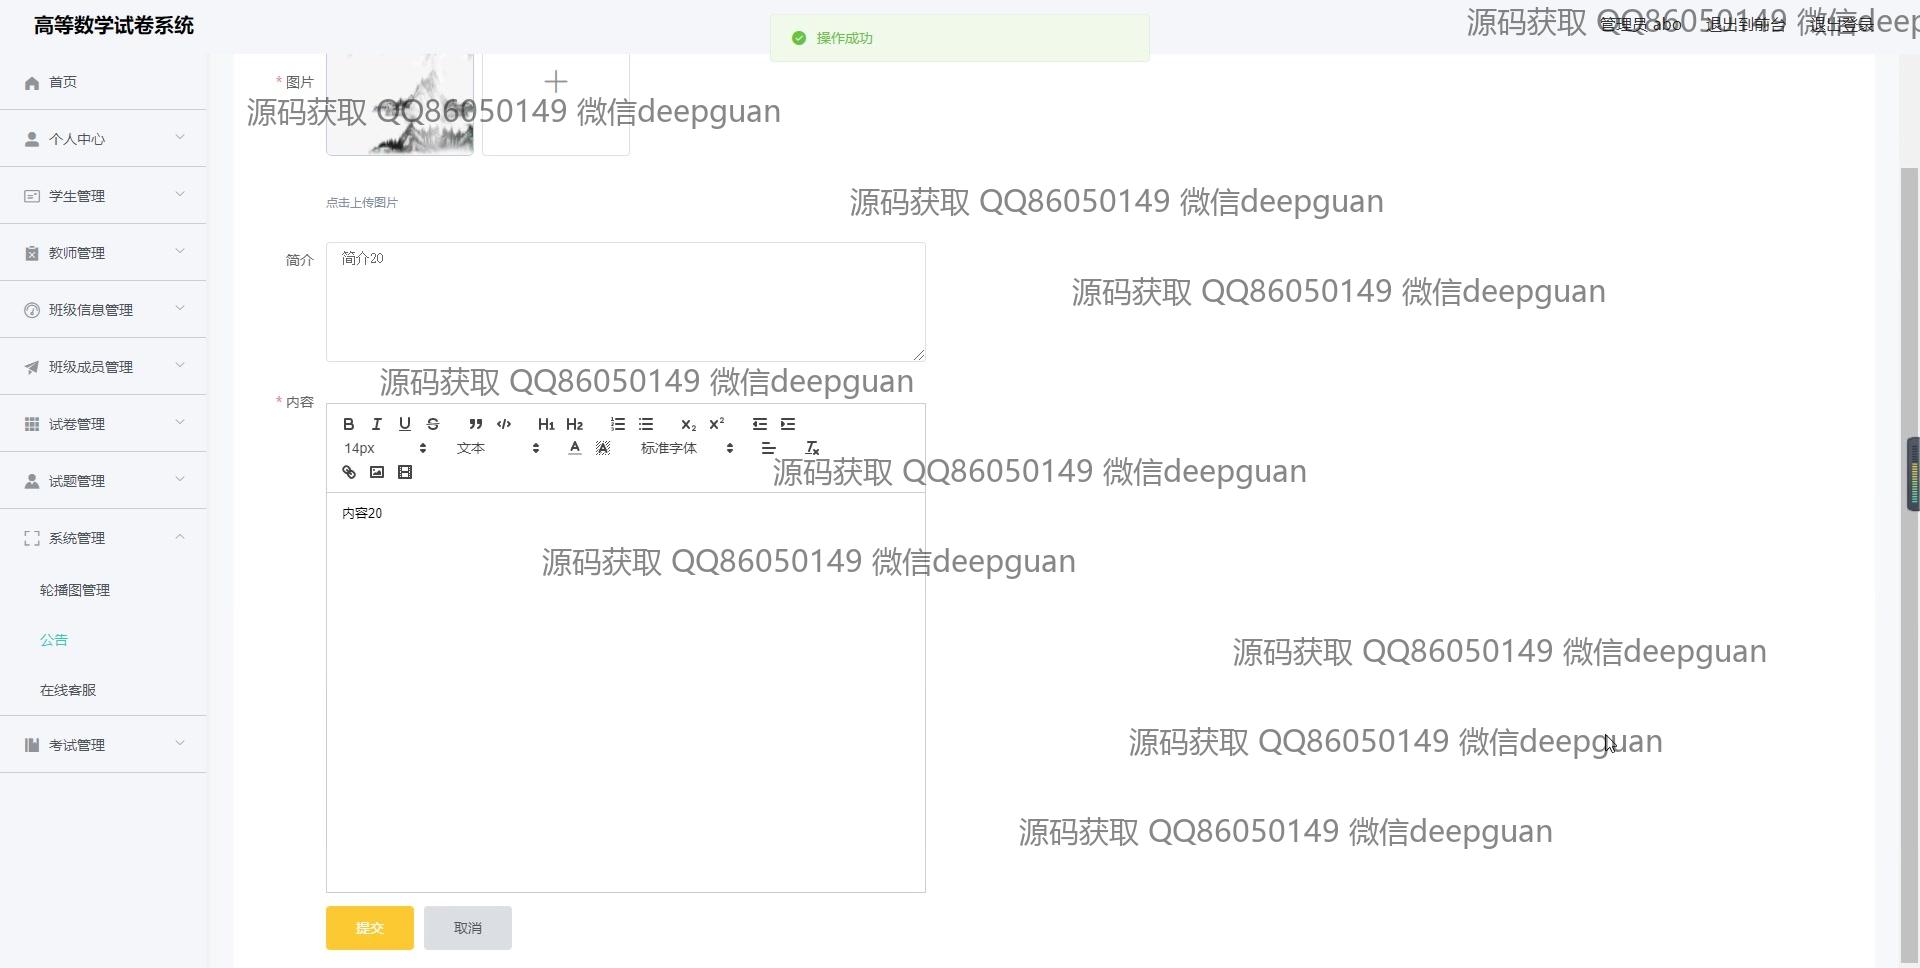 高等数学试卷系统
操作成功
源码获取 QQ86050149 微信deepguan
管理员 abo 退出到前台 退出登录
首页
* 图片
源码获取 QQ86050149 微信deepguan
个人中心
学生管理
点击上传图片
源码获取 QQ86050149 微信deepguan
教师管理
简介
简介20
源码获取 QQ86050149 微信deepguan
班级信息管理
班级成员管理
源码获取 QQ86050149 微信deepguan
* 内容
试卷管理
B I U S H1 H2 x₂ x²
14px 文本 A A 标准字体 Tx
源码获取 QQ86050149 微信deepguan
试题管理
内容20
系统管理
源码获取 QQ86050149 微信deepguan
轮播图管理
公告
源码获取 QQ86050149 微信deepguan
在线客服
考试管理
源码获取 QQ86050149 微信deepguan
源码获取 QQ86050149 微信deepguan
提交 取消